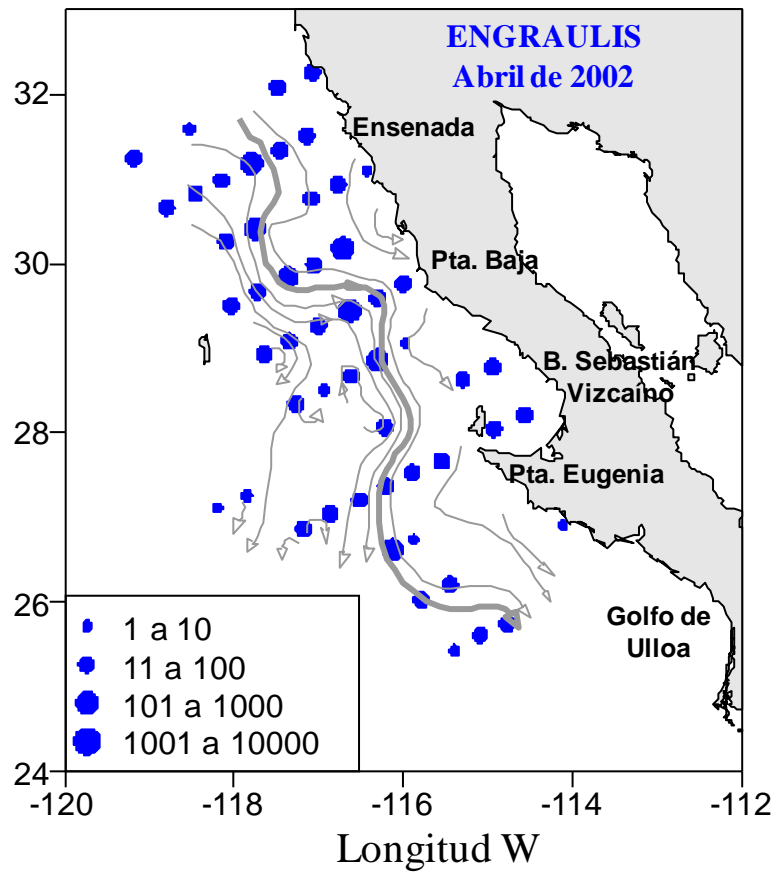 ENGRAULIS
Abril de 2002
32
Ensenada
30
Pta. Baja
B. Sebastián
Vizcaíno
28
Pta. Eugenia
26
Golfo de
Ulloa
1 a 10
11 a 100
101 a 1000
1001 a 10000
24
-120
-118
-116
-114
-112
Longitud W